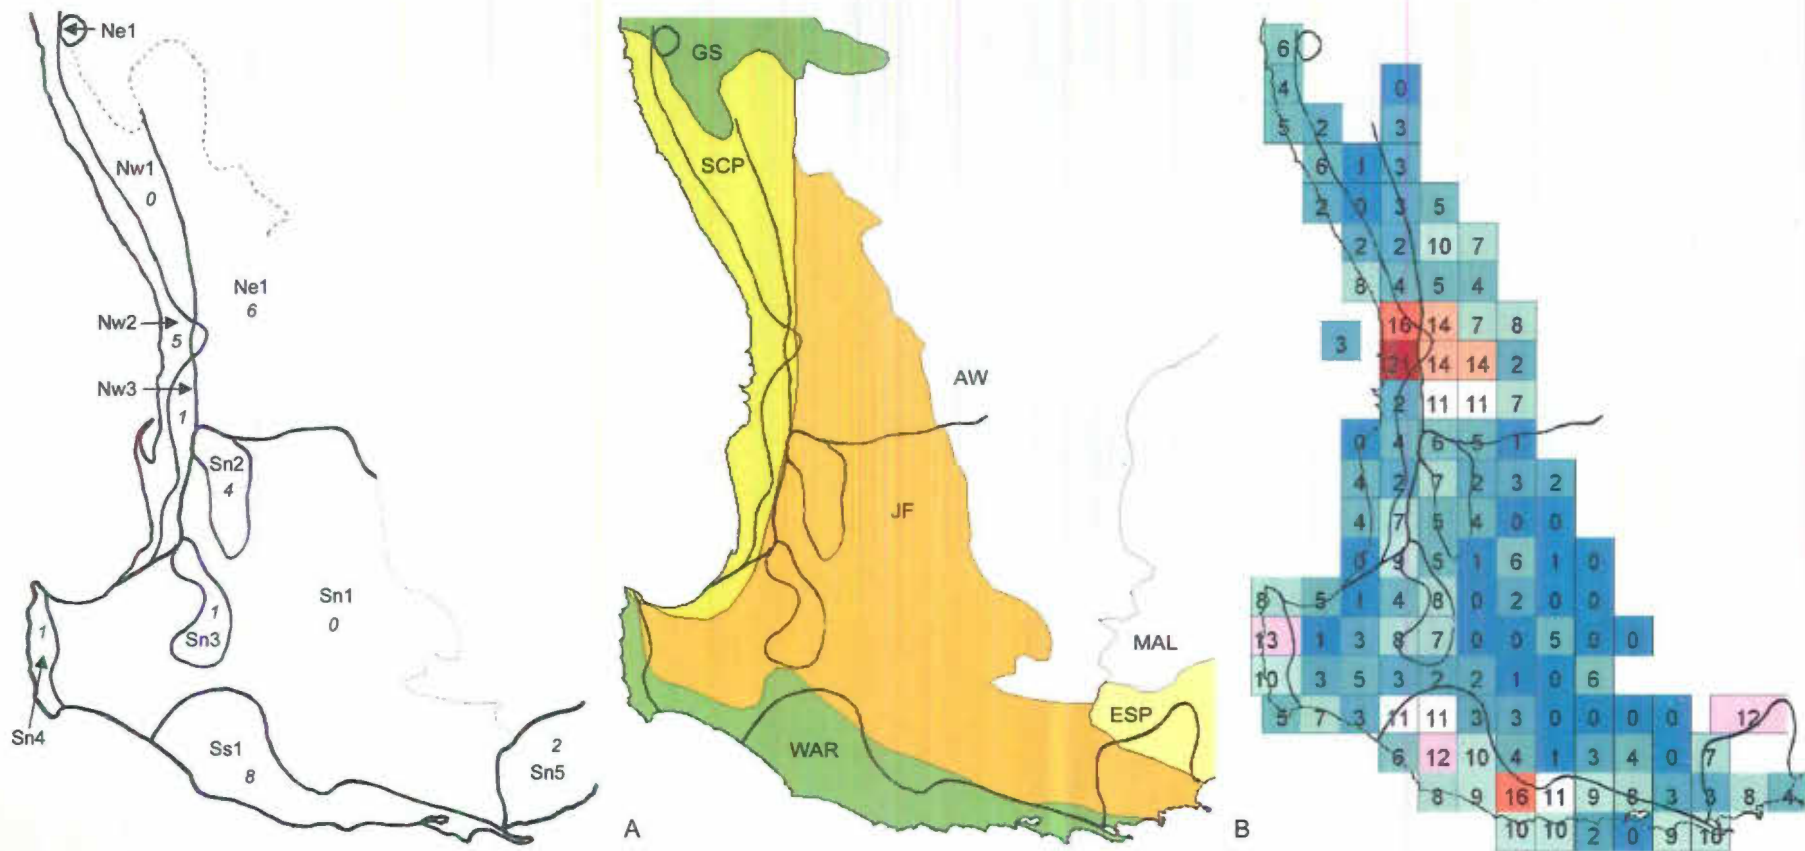 Ne1
Nw1
0
Ne1
6
Nw2
5
Nw3
1
Sn2
4
Sn1
0
1
Sn3
1
Sn4
Ss1
8
2
Sn5
GS
SCP
AW
JF
MAL
ESP
WAR
A
6
4 0
5 2 3
6 1 3
2 0 3 5
2 2 10 7
8 4 5 4
16 14 7 8
3 21 14 14 2
2 11 11 7
0 4 6 5 1
4 2 7 2 3 2
4 7 5 4 0 0
0 9 5 1 6 1 0
8 5 1 4 8 0 2 0 0
13 1 3 8 7 0 0 5 0 0
10 3 5 3 2 2 1 0 6
5 7 3 11 11 3 3 0 0 0 0 12
6 12 10 4 1 3 4 0 7
8 9 16 11 9 8 3 3 8 4
10 10 2 0 9 10
B